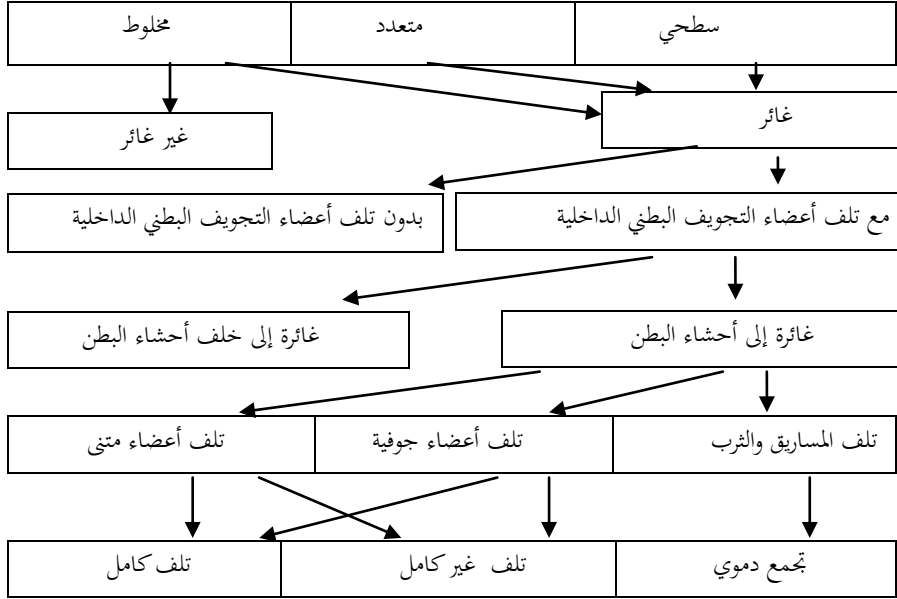 سطحي
متعدد
مخلوط
غائر
غير غائر
مع تلف أعضاء التجويف البطني الداخلية
بدون تلف أعضاء التجويف البطني الداخلية
غائرة إلى أحشاء البطن
غائرة إلى خلف أحشاء البطن
تلف المساريق والثرب
تلف أعضاء جوفية
تلف أعضاء متنى
تجمع دموي
تلف غير كامل
تلف كامل